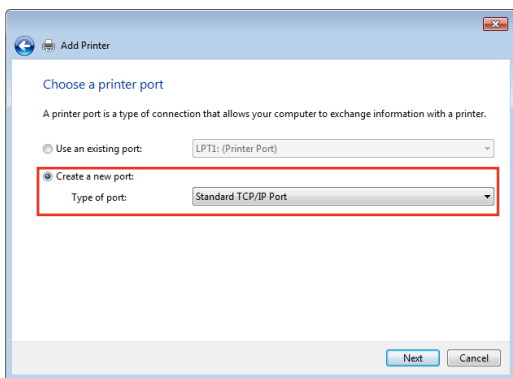 Add Printer
Choose a printer port
A printer port is a type of connection that allows your computer to exchange information with a printer.
Use an existing port: LPT1: (Printer Port)
Create a new port:
Type of port: Standard TCP/IP Port
Next Cancel